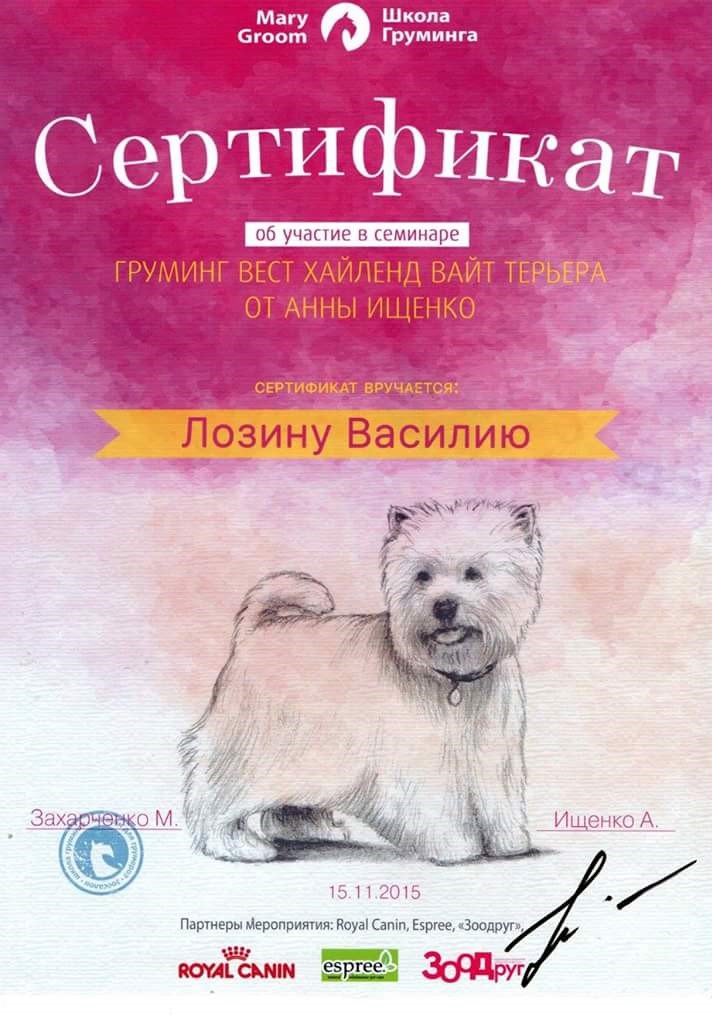 Mary Groom
Школа Груминга
Сертификат
об участие в семинаре
ГРУМИНГ ВЕСТ ХАЙЛЕНД ВАЙТ ТЕРЬЕРА
ОТ АННЫ ИЩЕНКО
СЕРТИФИКАТ ВРУЧАЕТСЯ:
Лозину Василию
Захарченко М.
Ищенко А.
15.11.2015
Партнеры Мероприятия: Royal Canin, Espree, «Зоодруг»,
ROYAL CANIN
espree
ЗООДруг